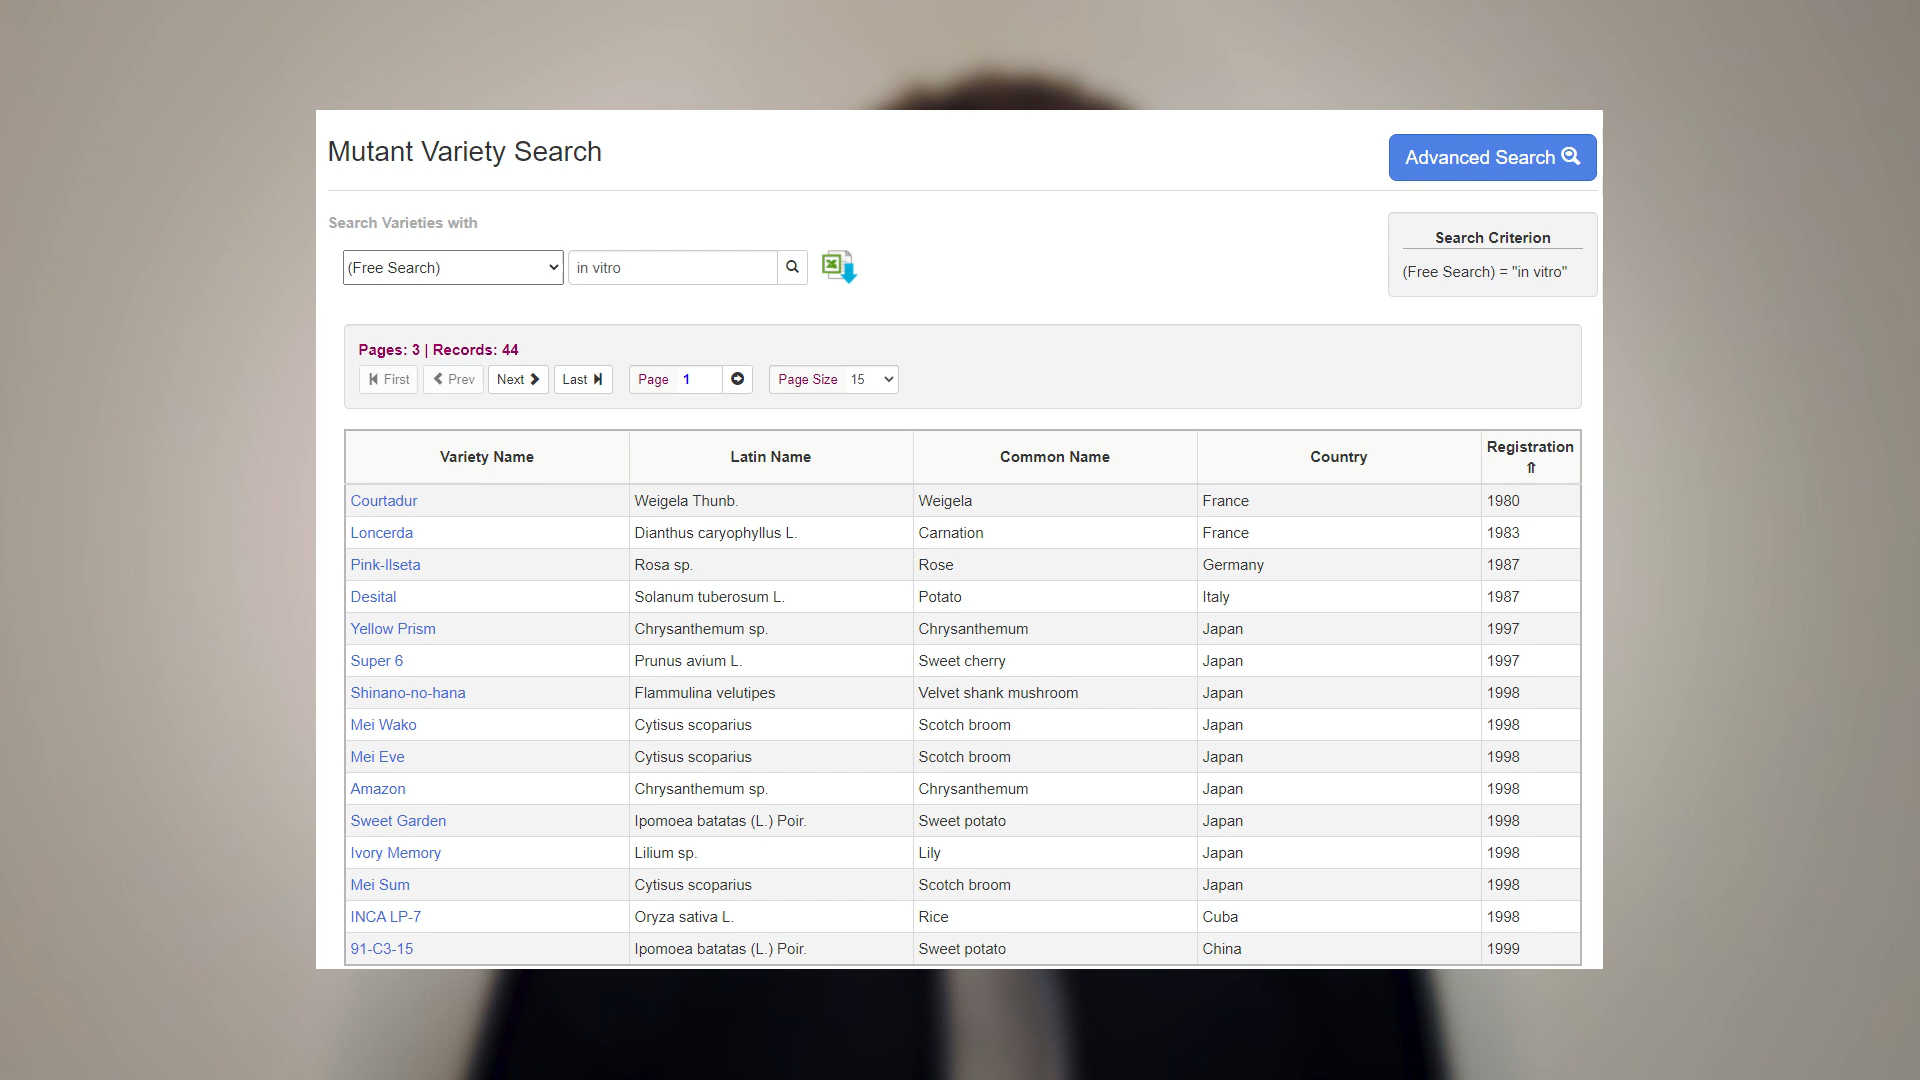 Mutant Variety Search
Advanced Search
Search Varieties with
(Free Search) in vitro
Search Criterion
(Free Search) = "in vitro"
Pages: 3 | Records: 44
First Prev Next Last Page 1 Page Size 15
Variety Name Latin Name Common Name Country Registration ⇑
Courtadur Weigela Thunb. Weigela France 1980
Loncerda Dianthus caryophyllus L. Carnation France 1983
Pink-Ilseta Rosa sp. Rose Germany 1987
Desital Solanum tuberosum L. Potato Italy 1987
Yellow Prism Chrysanthemum sp. Chrysanthemum Japan 1997
Super 6 Prunus avium L. Sweet cherry Japan 1997
Shinano-no-hana Flammulina velutipes Velvet shank mushroom Japan 1998
Mei Wako Cytisus scoparius Scotch broom Japan 1998
Mei Eve Cytisus scoparius Scotch broom Japan 1998
Amazon Chrysanthemum sp. Chrysanthemum Japan 1998
Sweet Garden Ipomoea batatas (L.) Poir. Sweet potato Japan 1998
Ivory Memory Lilium sp. Lily Japan 1998
Mei Sum Cytisus scoparius Scotch broom Japan 1998
INCA LP-7 Oryza sativa L. Rice Cuba 1998
91-C3-15 Ipomoea batatas (L.) Poir. Sweet potato China 1999